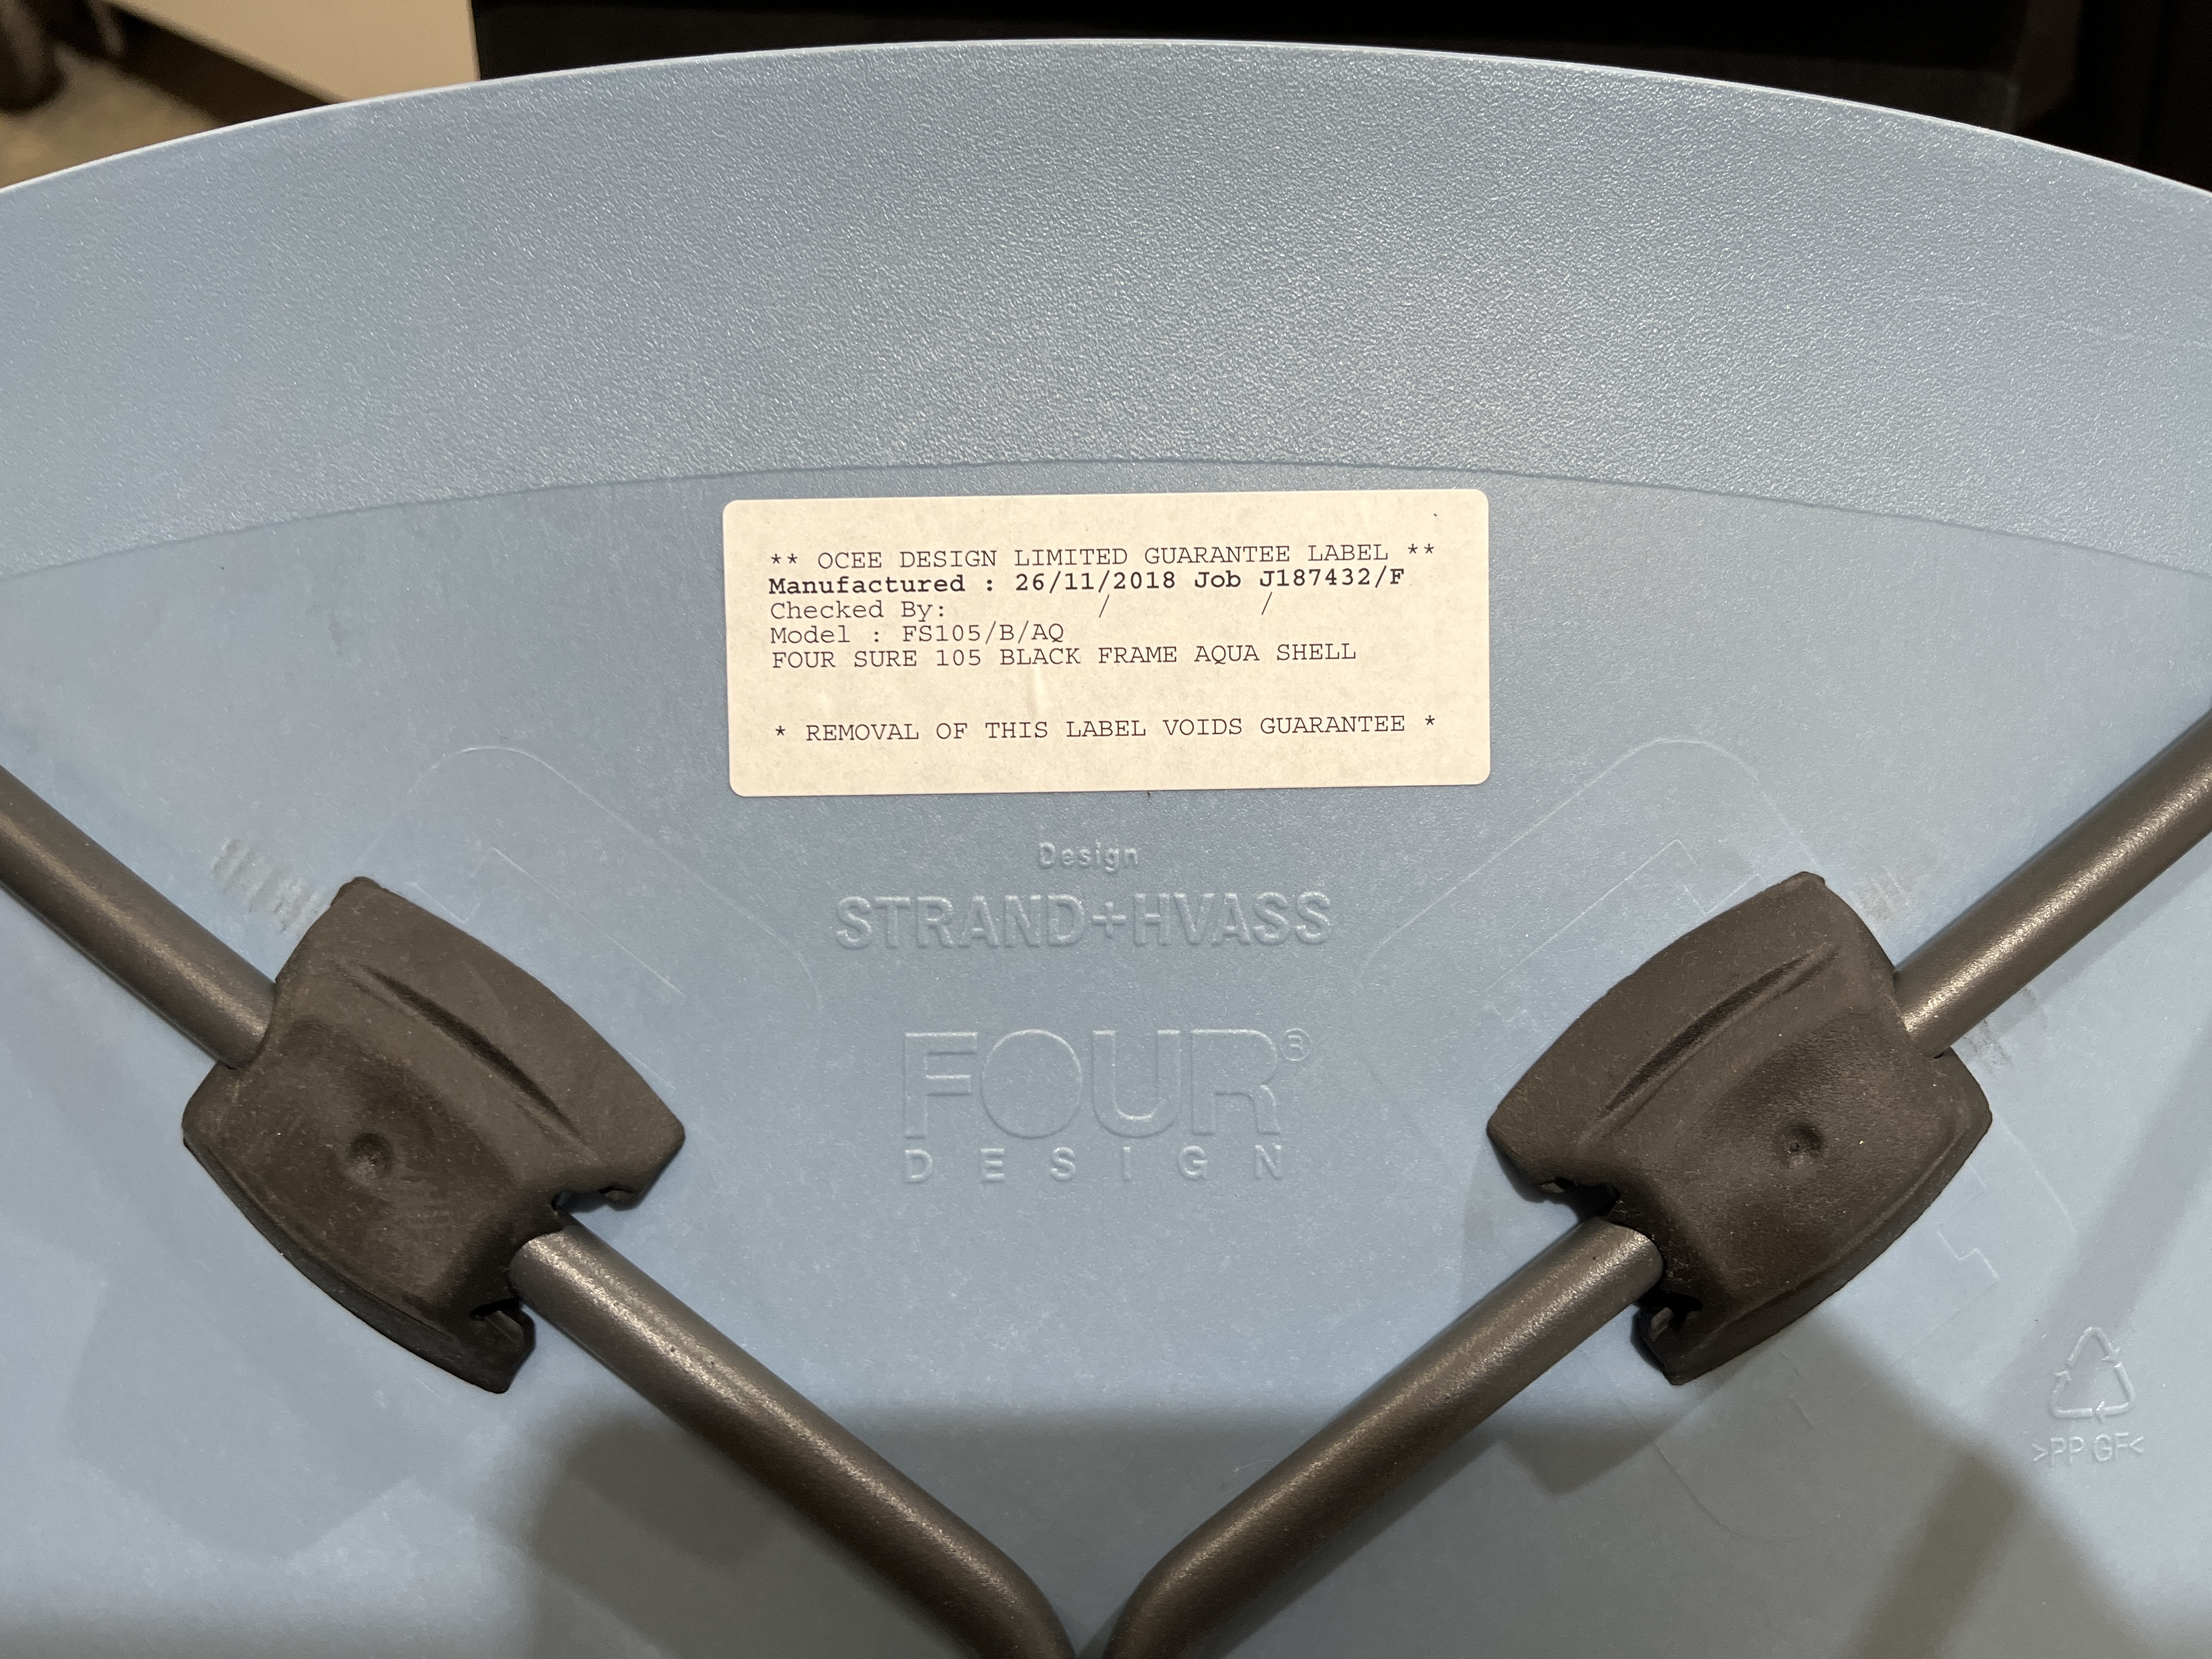 ** OCEE DESIGN LIMITED GUARANTEE LABEL **
Manufactured : 26/11/2018 Job J187432/F
Checked By: / /
Model : FS105/B/AQ
FOUR SURE 105 BLACK FRAME AQUA SHELL
* REMOVAL OF THIS LABEL VOIDS GUARANTEE *
Design
STRAND+HVASS
FOUR®
DESIGN
>PP GF<